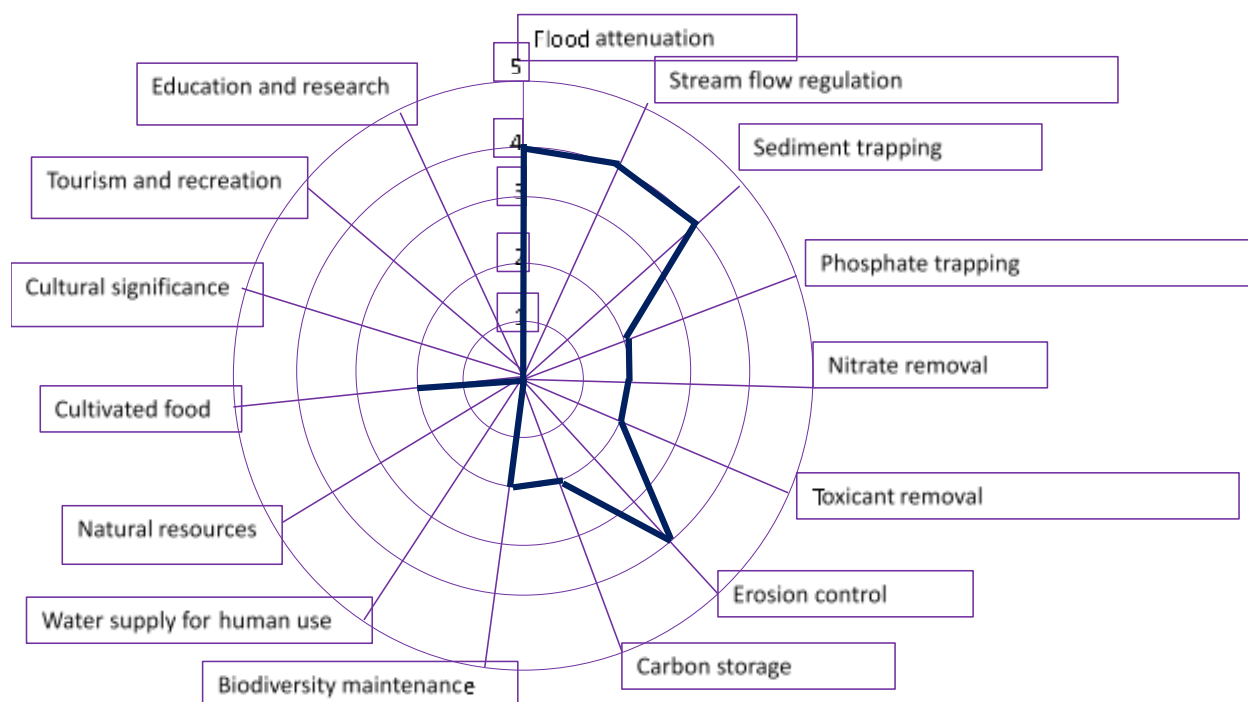 Flood attenuation
5
Stream flow regulation
Education and research
4
Sediment trapping
Tourism and recreation
3
Phosphate trapping
2
Cultural significance
1
Nitrate removal
Cultivated food
Toxicant removal
Natural resources
Erosion control
Water supply for human use
Carbon storage
Biodiversity maintenance